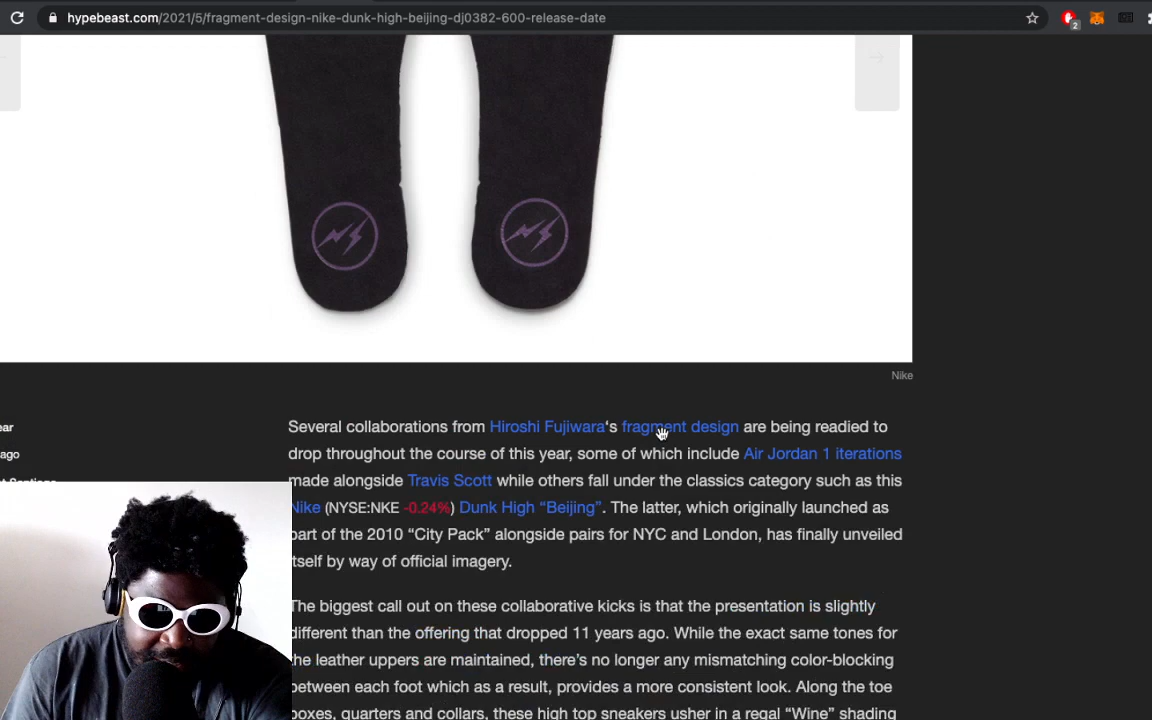 hypebeast.com/2021/5/fragment-design-nike-dunk-high-beijing-dj0382-600-release-date
2
Nike
Several collaborations from Hiroshi Fujiwara‘s fragment design are being readied to
ear
drop throughout the course of this year, some of which include Air Jordan 1 iterations
ago
made alongside Travis Scott while others fall under the classics category such as this
Nike (NYSE:NKE -0.24%) Dunk High “Beijing”. The latter, which originally launched as
part of the 2010 “City Pack” alongside pairs for NYC and London, has finally unveiled
itself by way of official imagery.
The biggest call out on these collaborative kicks is that the presentation is slightly
different than the offering that dropped 11 years ago. While the exact same tones for
the leather uppers are maintained, there’s no longer any mismatching color-blocking
between each foot which as a result, provides a more consistent look. Along the toe
boxes, quarters and collars, these high top sneakers usher in a regal “Wine” shading